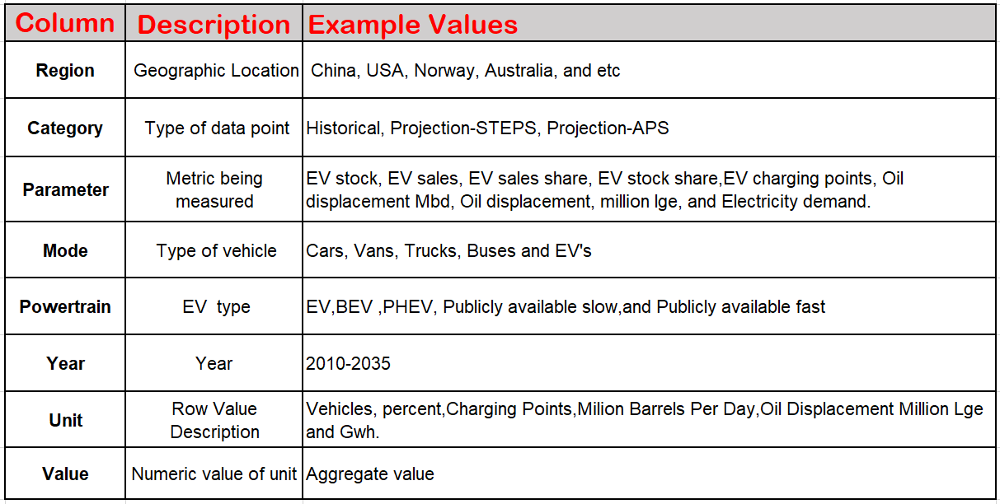 Column Description Example Values
Region Geographic Location China, USA, Norway, Australia, and etc
Category Type of data point Historical, Projection-STEPS, Projection-APS
Parameter Metric being measured EV stock, EV sales, EV sales share, EV stock share,EV charging points, Oil
displacement Mbd, Oil displacement, million lge, and Electricity demand.
Mode Type of vehicle Cars, Vans, Trucks, Buses and EV's
Powertrain EV type EV,BEV ,PHEV, Publicly available slow,and Publicly available fast
Year Year 2010-2035
Unit Row Value Description Vehicles, percent,Charging Points,Milion Barrels Per Day,Oil Displacement Million Lge
and Gwh.
Value Numeric value of unit Aggregate value